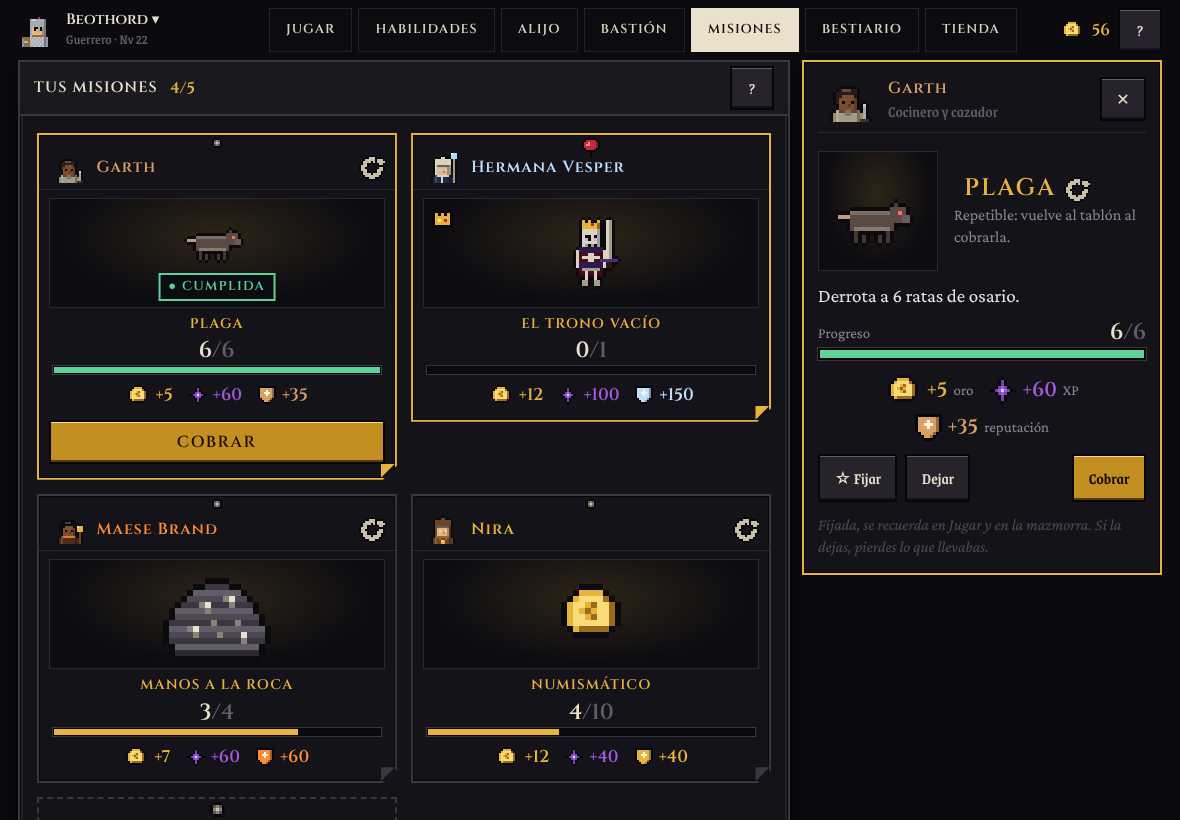 Beothord ▾
Guerrero · Nv 22
JUGAR
HABILIDADES
ALIJO
BASTIÓN
MISIONES
BESTIARIO
TIENDA
56
?
TUS MISIONES 4/5
?
Garth
• CUMPLIDA
PLAGA
6/6
+5 +60 +35
COBRAR
Hermana Vesper
EL TRONO VACÍO
0/1
+12 +100 +150
Maese Brand
MANOS A LA ROCA
3/4
+7 +60 +60
Nira
NUMISMÁTICO
4/10
+12 +40 +40
Garth
Cocinero y cazador
✕
PLAGA
Repetible: vuelve al tablón al
cobrarla.
Derrota a 6 ratas de osario.
Progreso 6/6
+5 oro +60 XP
+35 reputación
☆ Fijar
Dejar
Cobrar
Fijada, se recuerda en Jugar y en la mazmorra. Si la
dejas, pierdes lo que llevabas.